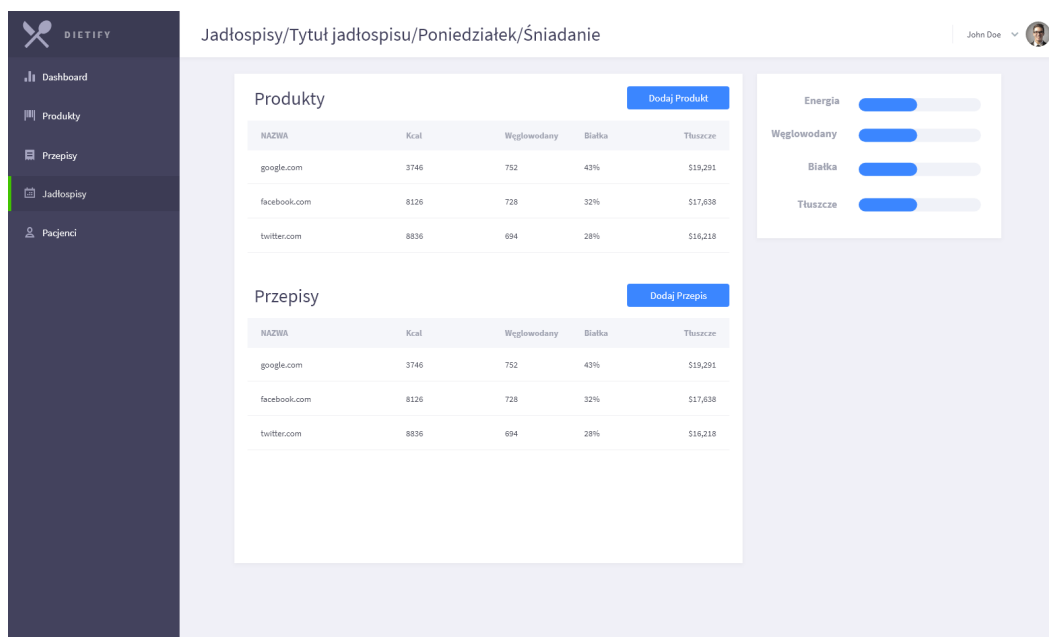 DIETIFY
Jadłospisy/Tytuł jadłospisu/Poniedziałek/Śniadanie
John Doe
Dashboard
Produkty
Przepisy
Jadłospisy
Pacjenci
Produkty
Dodaj Produkt
NAZWA Kcal Węglowodany Białka Tłuszcze
google.com 3746 752 43% $19,291
facebook.com 8126 728 32% $17,638
twitter.com 8836 694 28% $16,218
Przepisy
Dodaj Przepis
NAZWA Kcal Węglowodany Białka Tłuszcze
google.com 3746 752 43% $19,291
facebook.com 8126 728 32% $17,638
twitter.com 8836 694 28% $16,218
Energia
Węglowodany
Białka
Tłuszcze